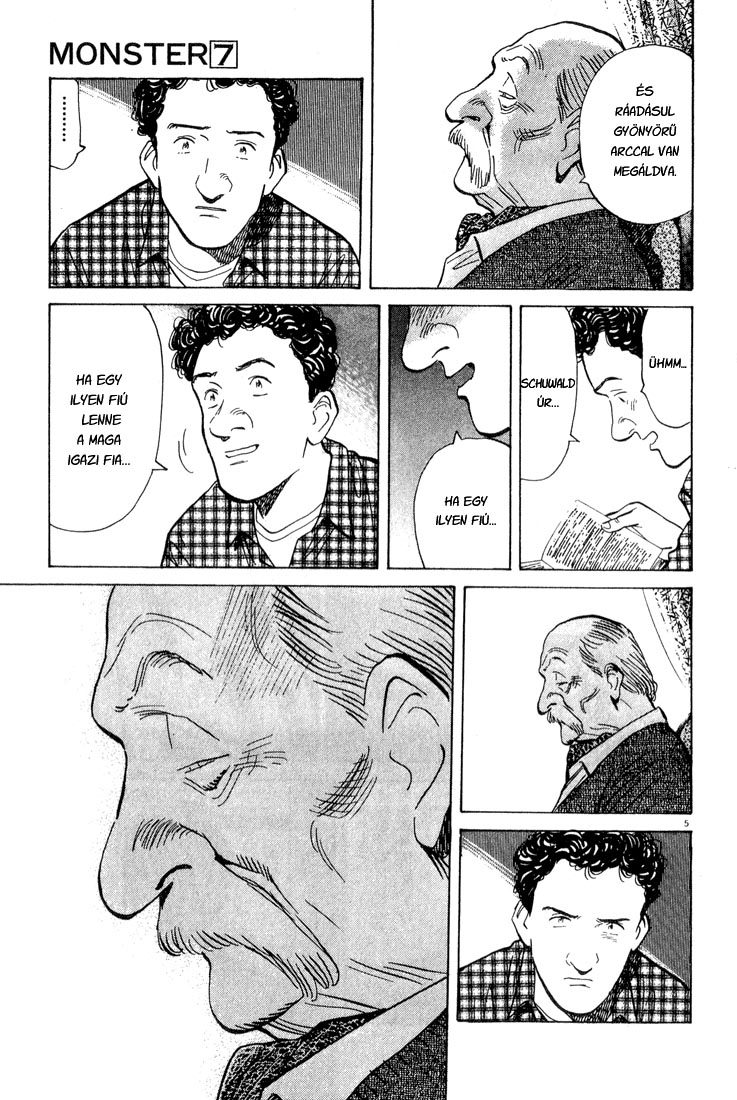 MONSTER 7
ÉS
RÁADÁSUL
GYÖNYÖRŰ
ARCCAL VAN
MEGÁLDVA.
........
ÜHMM...
SCHUWALD
ÚR...
HA EGY
ILYEN FIÚ...
HA EGY
ILYEN FIÚ
LENNE
A MAGA
IGAZI FIA...
5